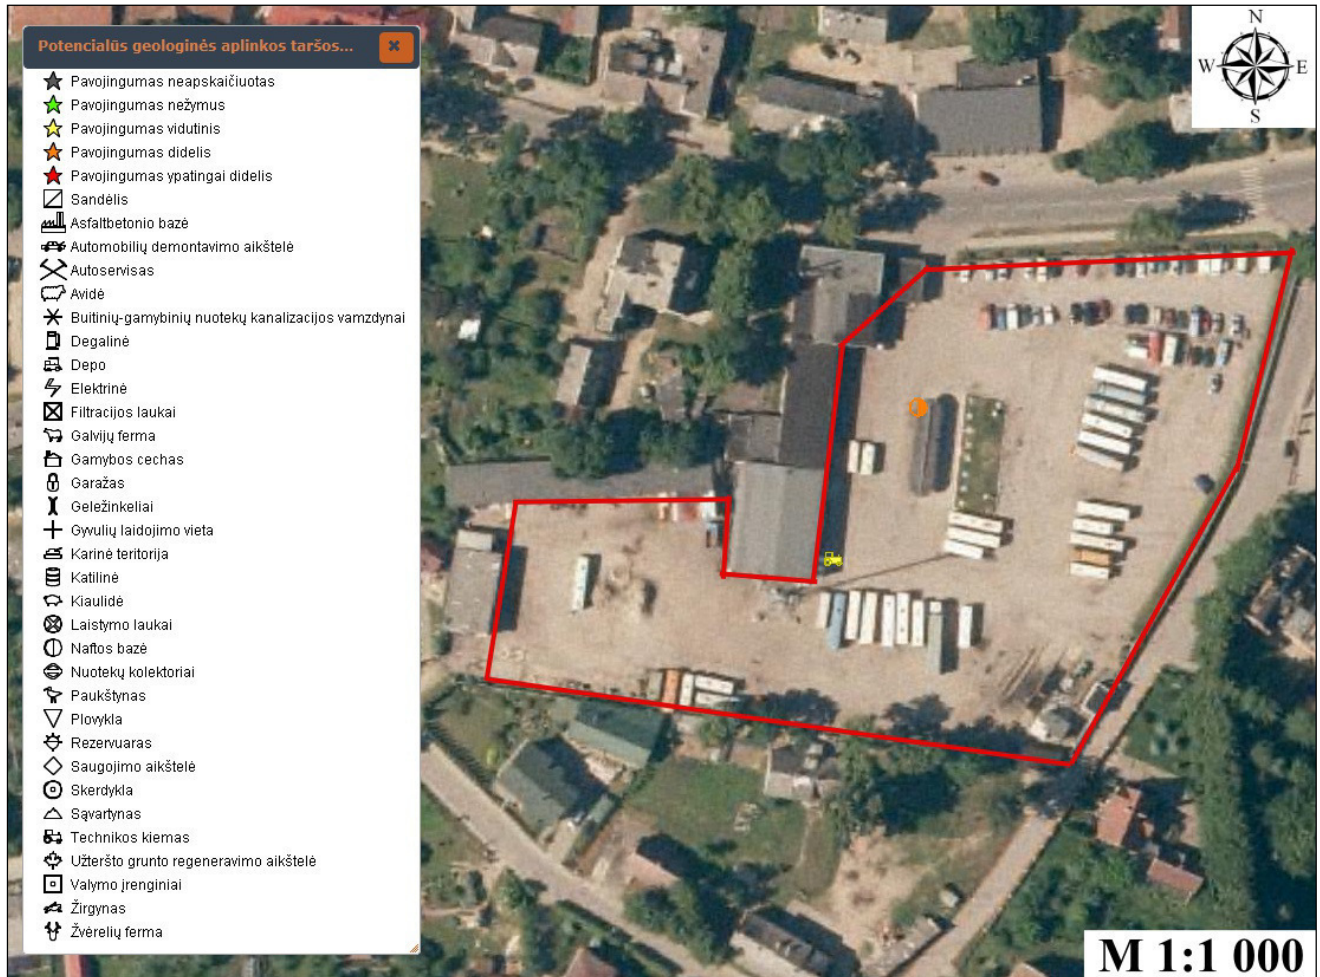 Potencialūs geologinės aplinkos taršos...
N
W
E
S
Pavojingumas neapskaičiuotas
Pavojingumas nežymus
Pavojingumas vidutinis
Pavojingumas didelis
Pavojingumas ypatingai didelis
Sandėlis
Asfaltbetonio bazė
Automobilių demontavimo aikštelė
Autoservisas
Avidė
Buitinių-gamybinių nuotekų kanalizacijos vamzdynai
Degalinė
Depo
Elektrinė
Filtracijos laukai
Galvijų ferma
Gamybos cechas
Garažas
Geležinkeliai
Gyvulių laidojimo vieta
Karinė teritorija
Katilinė
Kiaulidė
Laistymo laukai
Naftos bazė
Nuotekų kolektoriai
Paukštynas
Plovykla
Rezervuaras
Saugojimo aikštelė
Skerdykla
Sąvartynas
Technikos kiemas
Užteršto grunto regeneravimo aikštelė
Valymo įrenginiai
Žirgynas
Žvėrelių ferma
M 1:1 000